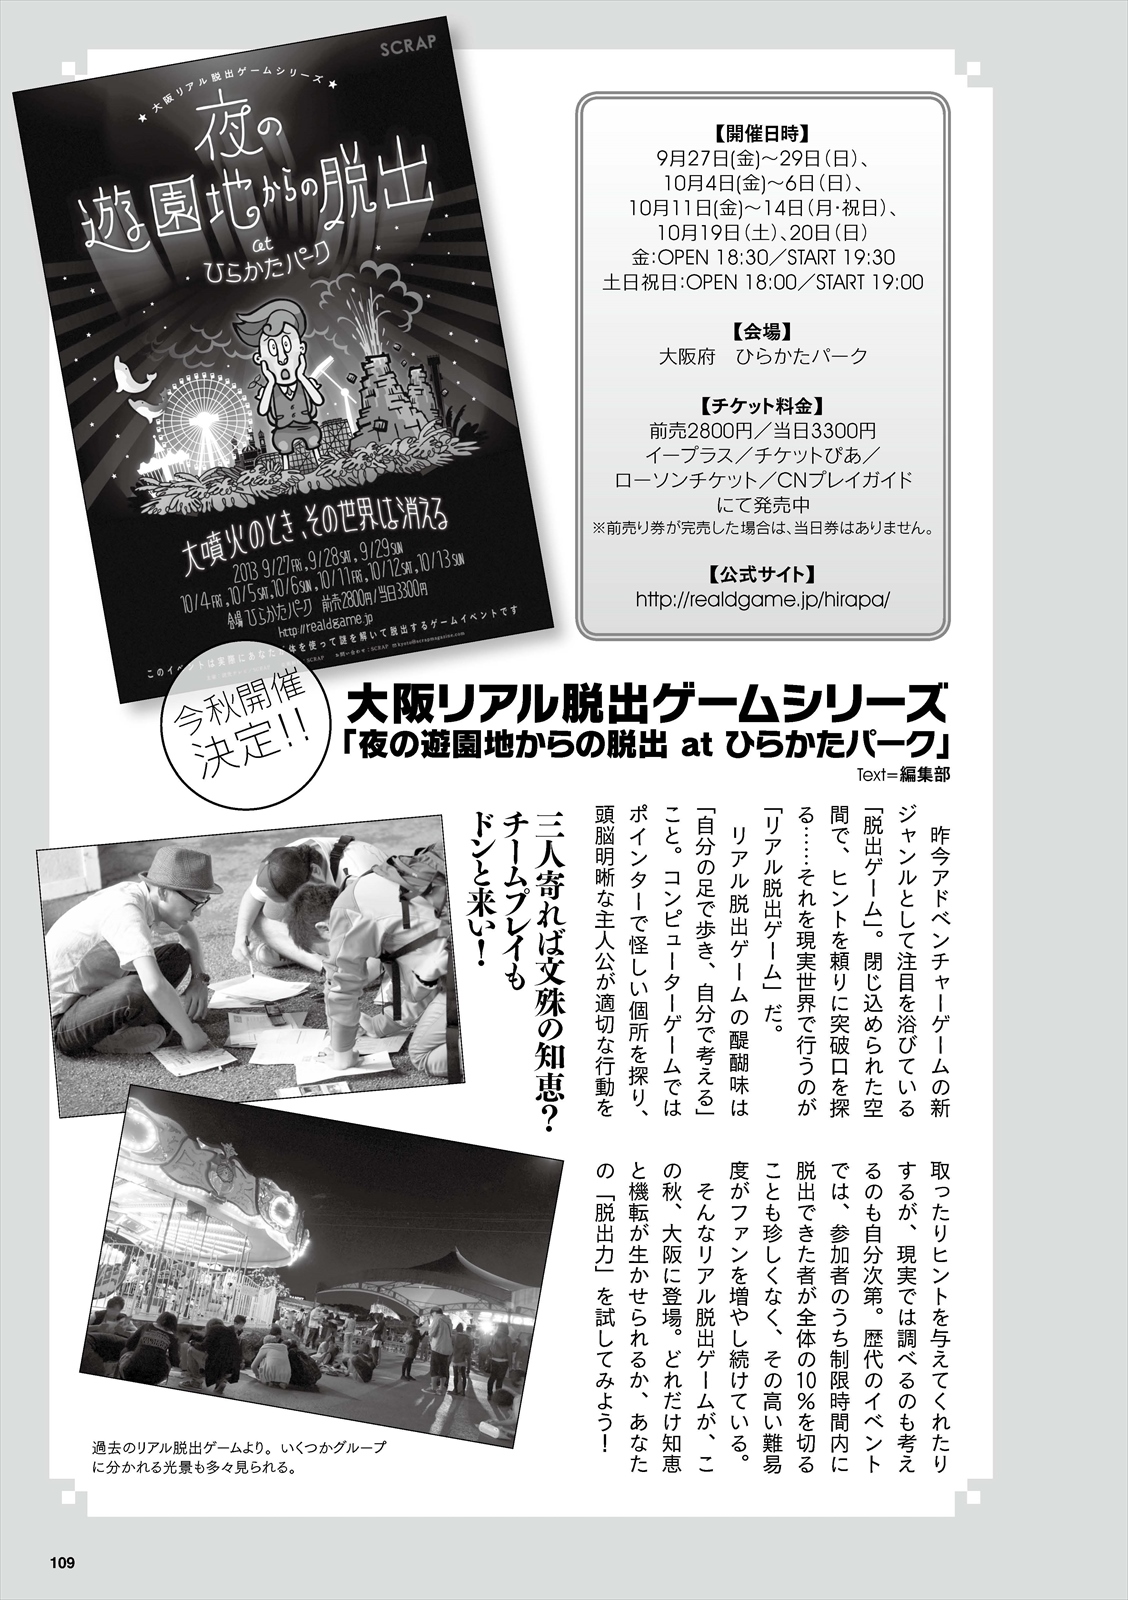 SCRAP
★大阪リアル脱出ゲームシリーズ★
夜の
遊園地からの脱出
at
ひらかたパーク
大噴火のとき、その世界は消える
2013 9/27FRI,9/28SAT,9/29SUN
10/4FRI,10/5SAT,10/6SUN,10/11FRI,10/12SAT,10/13SUN
会場 ひらかたパーク 前売2800円/当日3300円
http://realdgame.jp
このイベントは実際にあなた 体を使って謎を解いて脱出するゲームイベントです
SCRAP お問い合わせ:SCRAP kyoto@scrapmagazine.com
今秋開催
決定!!
【開催日時】
9月27日(金)〜29日（日）、
10月4日(金)〜6日（日）、
10月11日(金)〜14日（月・祝日）、
10月19日（土）、20日（日）
金：OPEN 18:30／START 19:30
土日祝日：OPEN 18:00／START 19:00
【会場】
大阪府　ひらかたパーク
【チケット料金】
前売2800円／当日3300円
イープラス／チケットぴあ／
ローソンチケット／CNプレイガイド
にて発売中
※前売り券が完売した場合は、当日券はありません。
【公式サイト】
http://realdgame.jp/hirapa/
大阪リアル脱出ゲームシリーズ
「夜の遊園地からの脱出 at ひらかたパーク」
Text=編集部
昨今アドベンチャーゲームの新
ジャンルとして注目を浴びている
「脱出ゲーム」。閉じ込められた空
間で、ヒントを頼りに突破口を探
る……それを現実世界で行うのが
「リアル脱出ゲーム」だ。
リアル脱出ゲームの醍醐味は
「自分の足で歩き、自分で考える」
こと。コンピューターゲームでは
ポインターで怪しい個所を探り、
頭脳明晰な主人公が適切な行動を
三人寄れば文殊の知恵？
チームプレイも
ドンと来い！
取ったりヒントを与えてくれたり
するが、現実では調べるのも考え
るのも自分次第。歴代のイベント
では、参加者のうち制限時間内に
脱出できた者が全体の10％を切る
ことも珍しくなく、その高い難易
度がファンを増やし続けている。
そんなリアル脱出ゲームが、こ
の秋、大阪に登場。どれだけ知恵
と機転が生かせられるか、あなた
の「脱出力」を試してみよう！
過去のリアル脱出ゲームより。いくつかグループ
に分かれる光景も多々見られる。
109